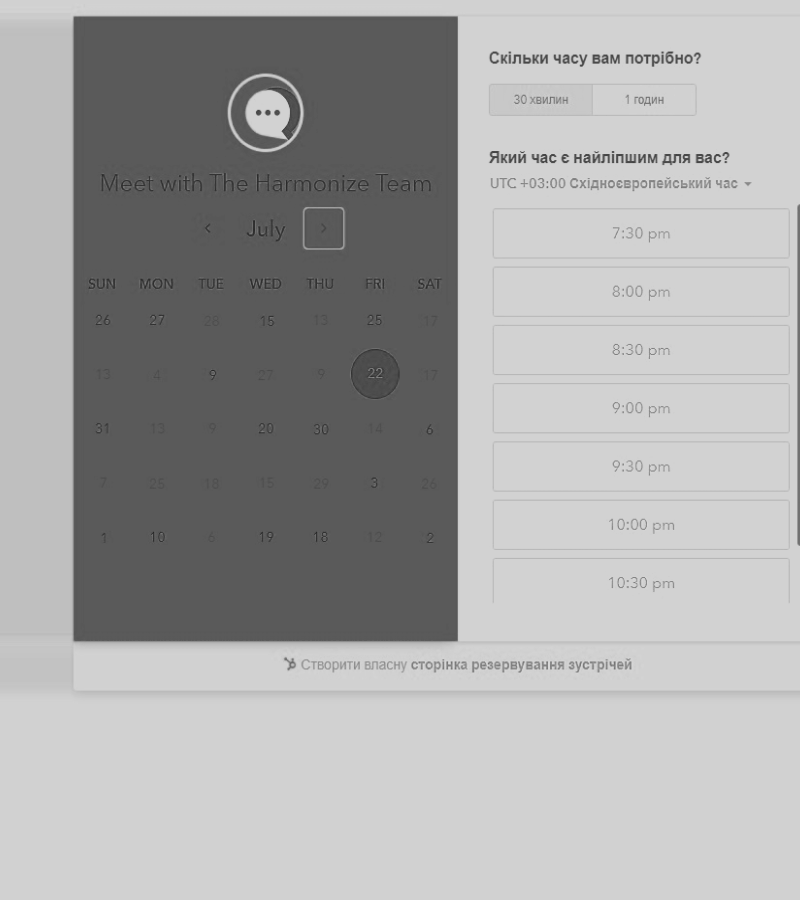 Meet with The Harmonize Team
July
SUN MON TUE WED THU FRI SAT
26 27 28 15 13 25 17
13 4 9 27 9 22 17
31 13 9 20 30 14 6
7 28 18 15 29 3 26
1 10 6 19 18 12 2
Скільки часу вам потрібно?
30 хвилин 1 годин
Який час є найліпшим для вас?
UTC +03:00 Східноєвропейський час
7:30 pm
8:00 pm
8:30 pm
9:00 pm
9:30 pm
10:00 pm
10:30 pm
Створити власну сторінка резервування зустрічей